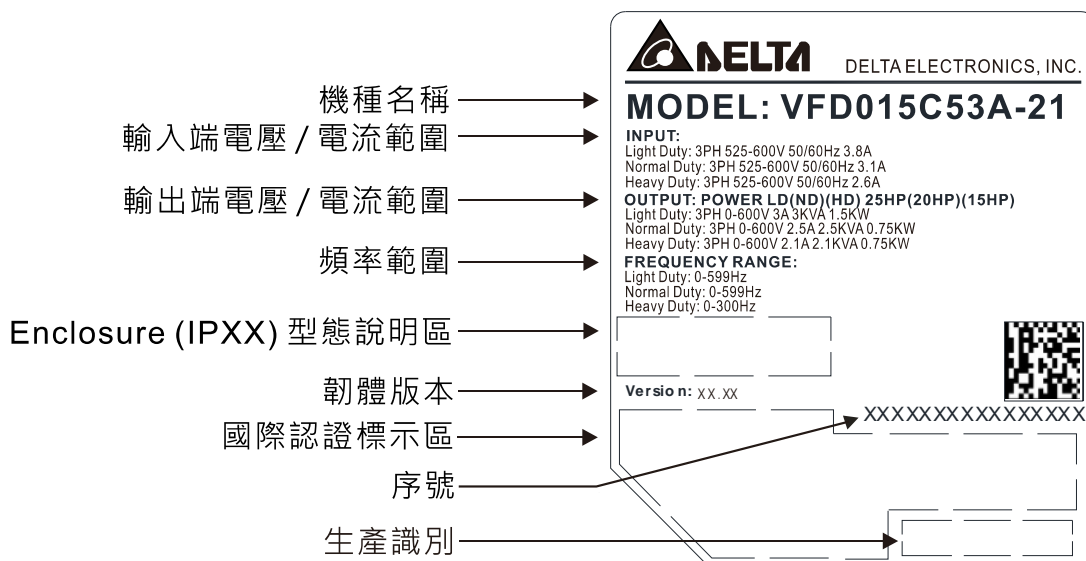 DELTA
DELTA ELECTRONICS, INC.
機種名稱
MODEL: VFD015C53A-21
輸入端電壓 / 電流範圍
INPUT:
Light Duty: 3PH 525-600V 50/60Hz 3.8A
Normal Duty: 3PH 525-600V 50/60Hz 3.1A
Heavy Duty: 3PH 525-600V 50/60Hz 2.6A
輸出端電壓 / 電流範圍
OUTPUT: POWER LD(ND)(HD) 25HP(20HP)(15HP)
Light Duty: 3PH 0-600V 3A 3KVA 1.5KW
Normal Duty: 3PH 0-600V 2.5A 2.5KVA 0.75KW
Heavy Duty: 3PH 0-600V 2.1A 2.1KVA 0.75KW
頻率範圍
FREQUENCY RANGE:
Light Duty: 0-599Hz
Normal Duty: 0-599Hz
Heavy Duty: 0-300Hz
Enclosure (IPXX) 型態說明區
韌體版本
Version: XX.XX
國際認證標示區
序號
XXXXXXXXXXXXXXXX
生產識別